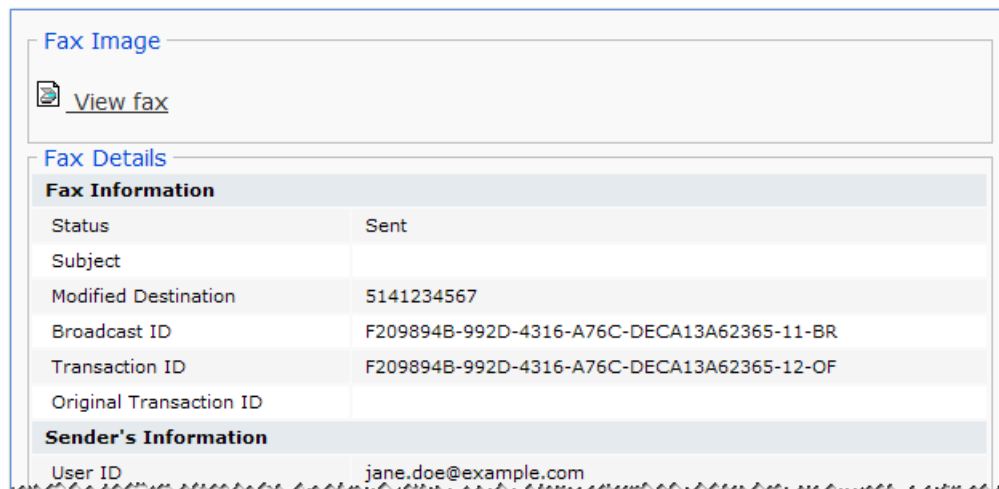 Fax Image
View fax
Fax Details
Fax Information
Status Sent
Subject
Modified Destination 5141234567
Broadcast ID F209894B-992D-4316-A76C-DECA13A62365-11-BR
Transaction ID F209894B-992D-4316-A76C-DECA13A62365-12-OF
Original Transaction ID
Sender's Information
User ID jane.doe@example.com